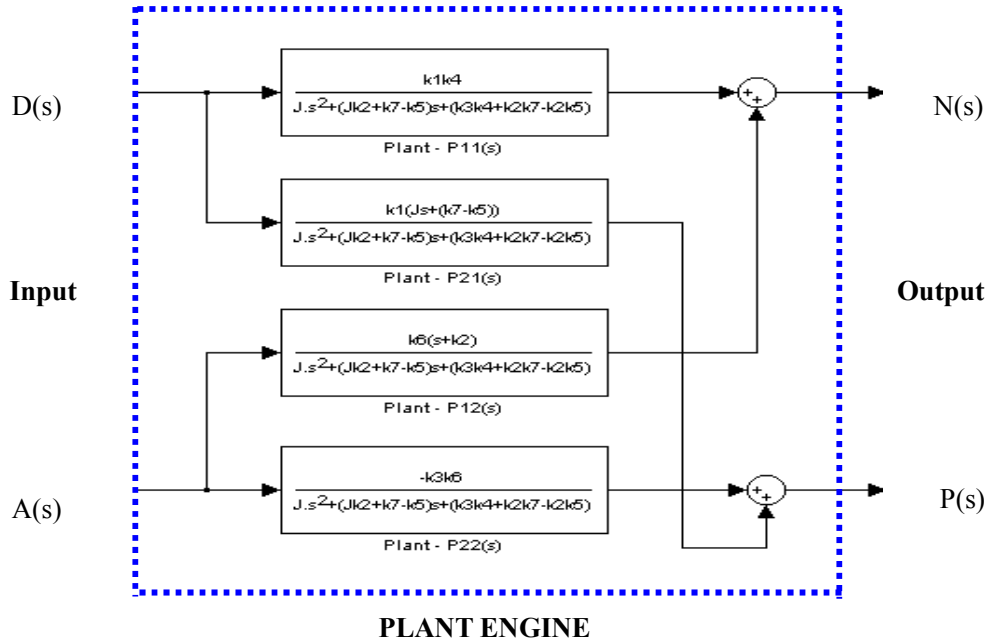 D(s)
k1k4
J.s²+(Jk2+k7-k5)s+(k3k4+k2k7-k2k5)
Plant - P11(s)
++
N(s)
k1(Js+(k7-k5))
J.s²+(Jk2+k7-k5)s+(k3k4+k2k7-k2k5)
Plant - P21(s)
Input
Output
k6(s+k2)
J.s²+(Jk2+k7-k5)s+(k3k4+k2k7-k2k5)
Plant - P12(s)
A(s)
-k3k6
J.s²+(Jk2+k7-k5)s+(k3k4+k2k7-k2k5)
Plant - P22(s)
++
P(s)
PLANT ENGINE